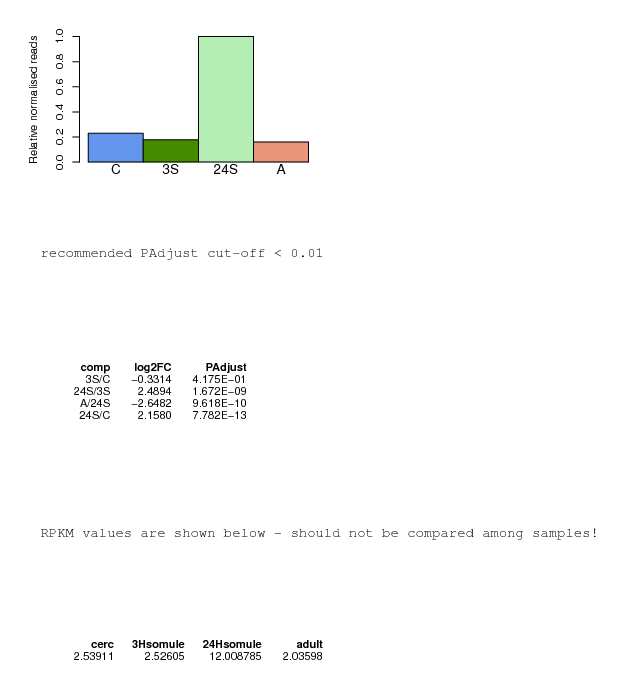 Relative normalised reads
1.0
0.8
0.6
0.4
0.2
0.0
C 3S 24S A
recommended PAdjust cut-off < 0.01
comp log2FC PAdjust
3S/C −0.3314 4.175E−01
24S/3S 2.4894 1.672E−09
A/24S −2.6482 9.618E−10
24S/C 2.1580 7.782E−13
RPKM values are shown below - should not be compared among samples!
cerc 3Hsomule 24Hsomule adult
2.53911 2.52605 12.008785 2.03598